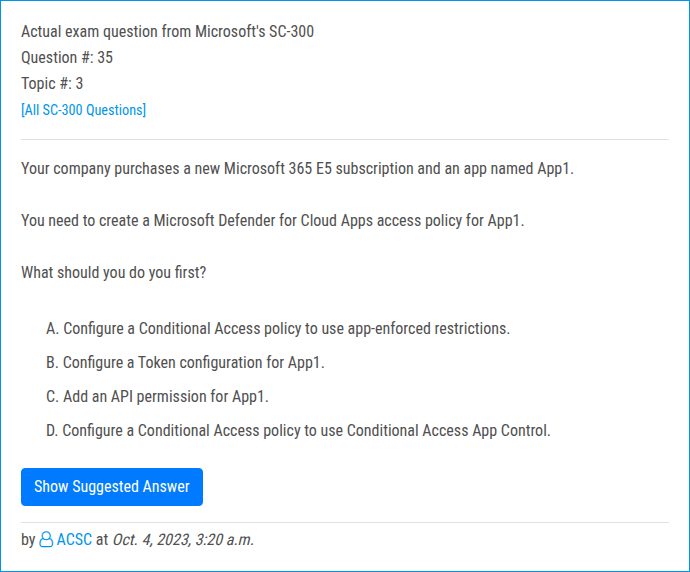 Actual exam question from Microsoft's SC-300
Question #: 35
Topic #: 3
[All SC-300 Questions]
Your company purchases a new Microsoft 365 E5 subscription and an app named App1.
You need to create a Microsoft Defender for Cloud Apps access policy for App1.
What should you do you first?
A. Configure a Conditional Access policy to use app-enforced restrictions.
B. Configure a Token configuration for App1.
C. Add an API permission for App1.
D. Configure a Conditional Access policy to use Conditional Access App Control.
Show Suggested Answer
by ACSC at Oct. 4, 2023, 3:20 a.m.